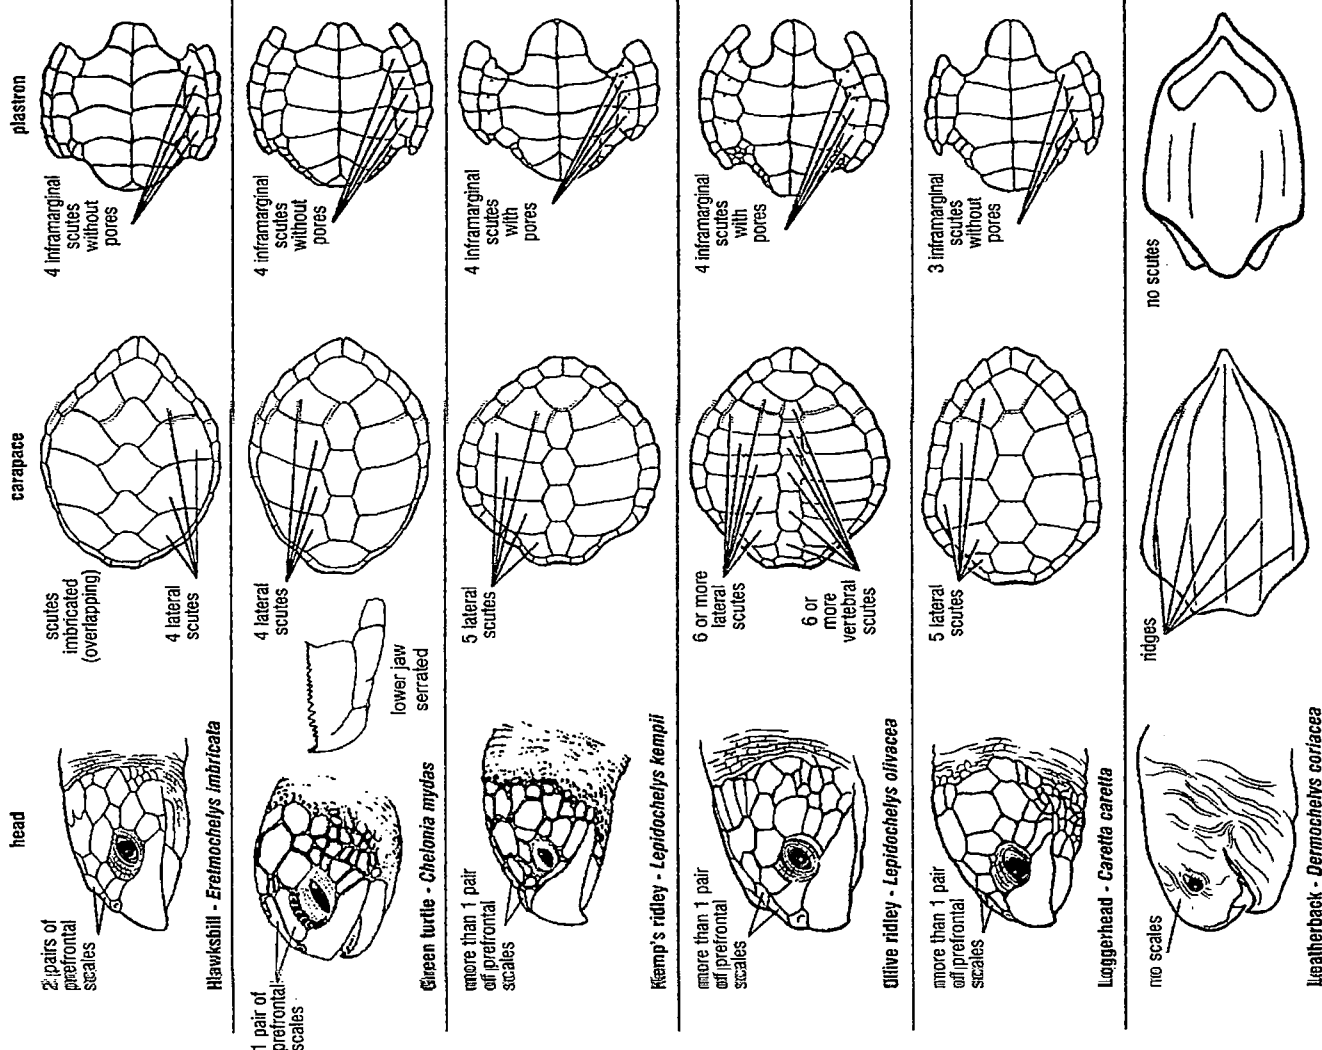 head
carapace
plastron
2 pairs of
prefrontal
scales
scutes
imbricated
(overlapping)
4 lateral
scutes
4 inframarginal
scutes
without
pores
Hawksbill - Eretmochelys imbricata
1 pair of
prefrontal
scales
lower jaw
serrated
4 lateral
scutes
4 inframarginal
scutes
without
pores
Green turtle - Chelonia mydas
more than 1 pair
of prefrontal
scales
5 lateral
scutes
4 inframarginal
scutes
with
pores
Kemp's ridley - Lepidochelys kempii
more than 1 pair
of prefrontal
scales
6 or more
lateral
scutes
6 or
more
vertebral
scutes
4 inframarginal
scutes
with
pores
Olive ridley - Lepidochelys olivacea
more than 1 pair
of prefrontal
scales
5 lateral
scutes
3 inframarginal
scutes
without
pores
Loggerhead - Caretta caretta
no scales
ridges
no scutes
Leatherback - Dermochelys coriacea